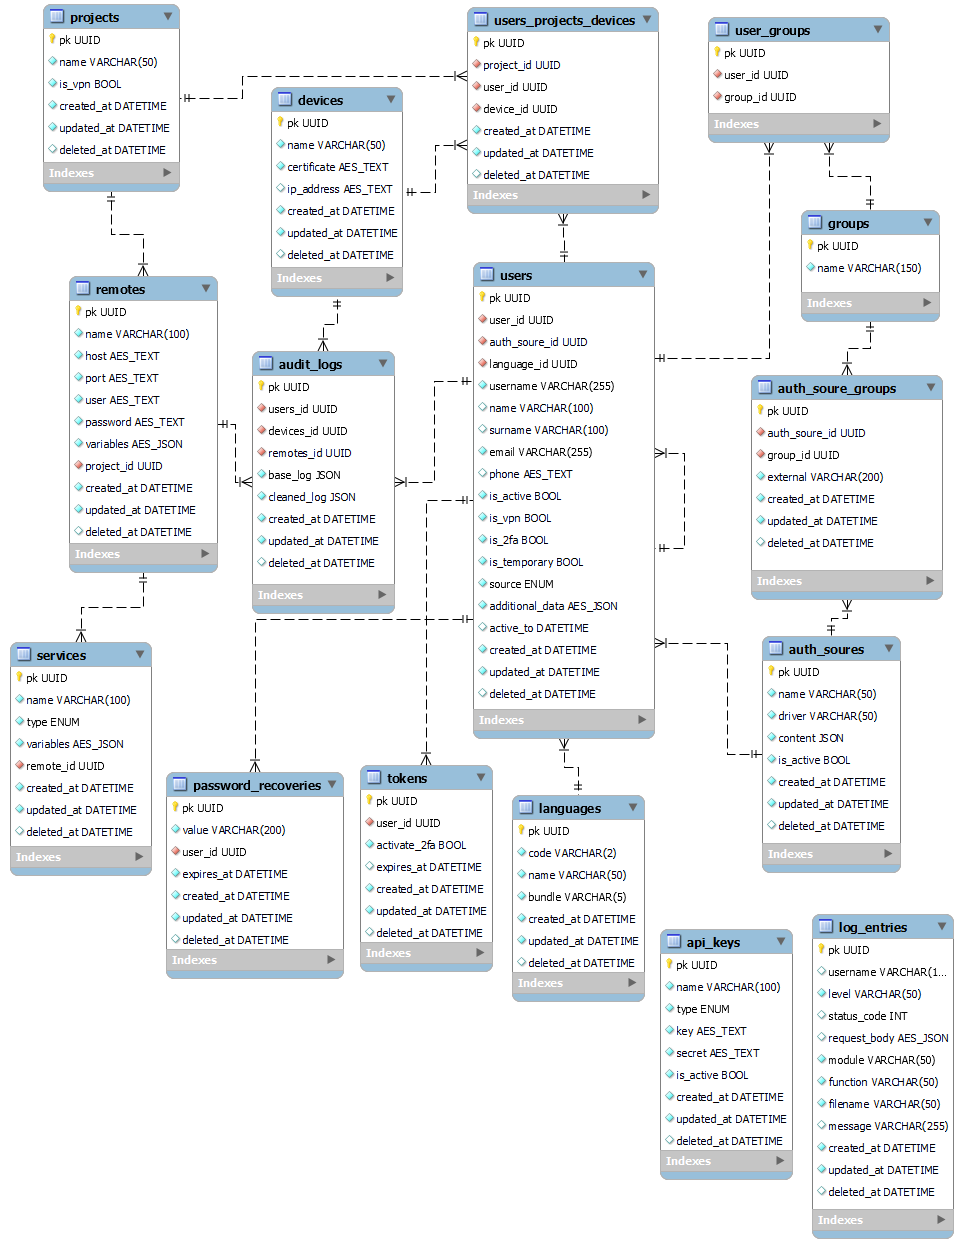 projects
pk UUID
name VARCHAR(50)
is_vpn BOOL
created_at DATETIME
updated_at DATETIME
deleted_at DATETIME
Indexes
users_projects_devices
pk UUID
project_id UUID
user_id UUID
device_id UUID
created_at DATETIME
updated_at DATETIME
deleted_at DATETIME
Indexes
user_groups
pk UUID
user_id UUID
group_id UUID
Indexes
devices
pk UUID
name VARCHAR(50)
certificate AES_TEXT
ip_address AES_TEXT
created_at DATETIME
updated_at DATETIME
deleted_at DATETIME
Indexes
groups
pk UUID
name VARCHAR(150)
Indexes
remotes
pk UUID
name VARCHAR(100)
host AES_TEXT
port AES_TEXT
user AES_TEXT
password AES_TEXT
variables AES_JSON
project_id UUID
created_at DATETIME
updated_at DATETIME
deleted_at DATETIME
Indexes
users
pk UUID
user_id UUID
auth_soure_id UUID
language_id UUID
username VARCHAR(255)
name VARCHAR(100)
surname VARCHAR(100)
email VARCHAR(255)
phone AES_TEXT
is_active BOOL
is_vpn BOOL
is_2fa BOOL
is_temporary BOOL
source ENUM
additional_data AES_JSON
active_to DATETIME
created_at DATETIME
updated_at DATETIME
deleted_at DATETIME
Indexes
audit_logs
pk UUID
users_id UUID
devices_id UUID
remotes_id UUID
base_log JSON
cleaned_log JSON
created_at DATETIME
updated_at DATETIME
deleted_at DATETIME
Indexes
auth_soure_groups
pk UUID
auth_soure_id UUID
group_id UUID
external VARCHAR(200)
created_at DATETIME
updated_at DATETIME
deleted_at DATETIME
Indexes
services
pk UUID
name VARCHAR(100)
type ENUM
variables AES_JSON
remote_id UUID
created_at DATETIME
updated_at DATETIME
deleted_at DATETIME
Indexes
auth_soures
pk UUID
name VARCHAR(50)
driver VARCHAR(50)
content JSON
is_active BOOL
created_at DATETIME
updated_at DATETIME
deleted_at DATETIME
Indexes
password_recoveries
pk UUID
value VARCHAR(200)
user_id UUID
expires_at DATETIME
created_at DATETIME
updated_at DATETIME
deleted_at DATETIME
Indexes
tokens
pk UUID
user_id UUID
activate_2fa BOOL
expires_at DATETIME
created_at DATETIME
updated_at DATETIME
deleted_at DATETIME
Indexes
languages
pk UUID
code VARCHAR(2)
name VARCHAR(50)
bundle VARCHAR(5)
created_at DATETIME
updated_at DATETIME
deleted_at DATETIME
Indexes
api_keys
pk UUID
name VARCHAR(100)
type ENUM
key AES_TEXT
secret AES_TEXT
is_active BOOL
created_at DATETIME
updated_at DATETIME
deleted_at DATETIME
Indexes
log_entries
pk UUID
username VARCHAR(1...
level VARCHAR(50)
status_code INT
request_body AES_JSON
module VARCHAR(50)
function VARCHAR(50)
filename VARCHAR(50)
message VARCHAR(255)
created_at DATETIME
updated_at DATETIME
deleted_at DATETIME
Indexes